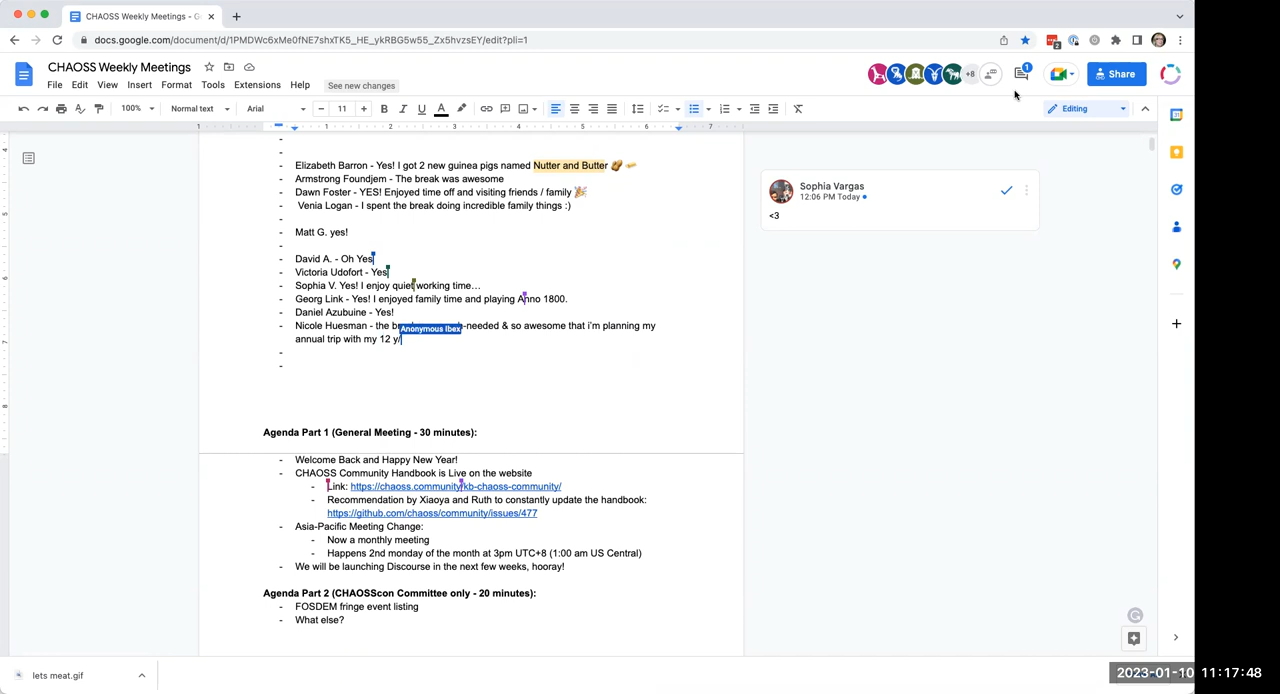 CHAOSS Weekly Meetings - G
docs.google.com/document/d/1PMDWc6xMe0fNE7shxTK5_HE_ykRBG5w55_Zx5hvzsEY/edit?pli=1
2
CHAOSS Weekly Meetings
File Edit View Insert Format Tools Extensions Help See new changes
+8
1
Share
100% Normal text Arial 11 Editing
1 1 2 3 4 5 6 7
Elizabeth Barron - Yes! I got 2 new guinea pigs named Nutter and Butter 🥜 🧈
- Armstrong Foundjem - The break was awesome
- Dawn Foster - YES! Enjoyed time off and visiting friends / family 🎉
- Venia Logan - I spent the break doing incredible family things :)
-
- Matt G. yes!
-
- David A. - Oh Yes
- Victoria Udofort - Yes
- Sophia V. Yes! I enjoy quiet working time…
- Georg Link - Yes! I enjoyed family time and playing Anno 1800.
- Daniel Azubuine - Yes!
- Nicole Huesman - the -needed & so awesome that i'm planning my
Anonymous Ibex
annual trip with my 12 y/
-
-
Sophia Vargas
12:06 PM Today
<3
Agenda Part 1 (General Meeting - 30 minutes):
- Welcome Back and Happy New Year!
- CHAOSS Community Handbook is Live on the website
- Link: https://chaoss.community/kb-chaoss-community/
- Recommendation by Xiaoya and Ruth to constantly update the handbook:
https://github.com/chaoss/community/issues/477
- Asia-Pacific Meeting Change:
- Now a monthly meeting
- Happens 2nd monday of the month at 3pm UTC+8 (1:00 am US Central)
- We will be launching Discourse in the next few weeks, hooray!
Agenda Part 2 (CHAOSScon Committee only - 20 minutes):
- FOSDEM fringe event listing
- What else?
lets meat.gif
2023-01-10 11:17:48